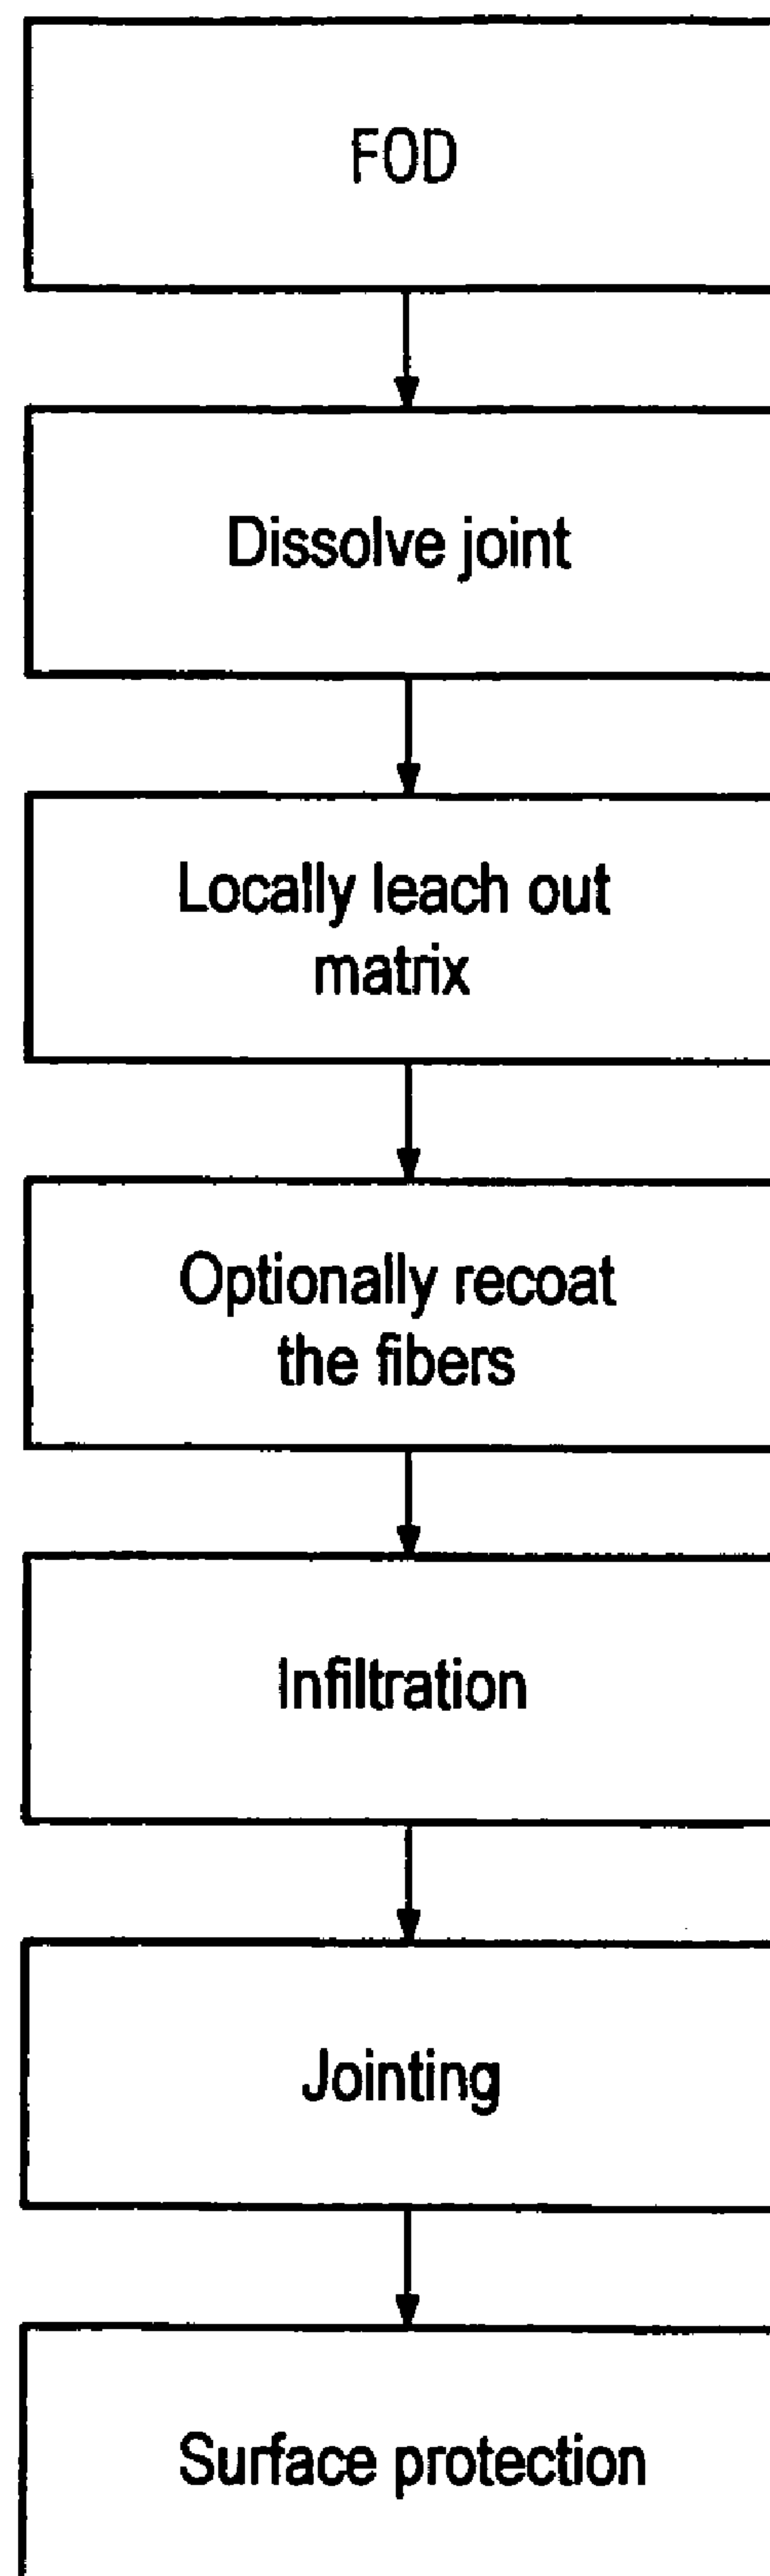 FOD
Dissolve joint
Locally leach out
matrix
Optionally recoat
the fibers
Infiltration
Jointing
Surface protection